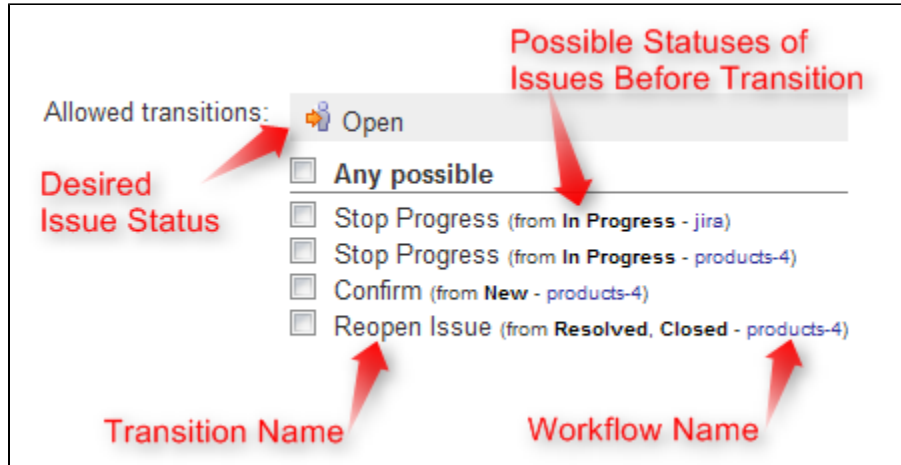 Possible Statuses of
Issues Before Transition
Allowed transitions:
Open
Desired
Issue Status
Any possible
Stop Progress (from In Progress - jira)
Stop Progress (from In Progress - products-4)
Confirm (from New - products-4)
Reopen Issue (from Resolved, Closed - products-4)
Transition Name
Workflow Name